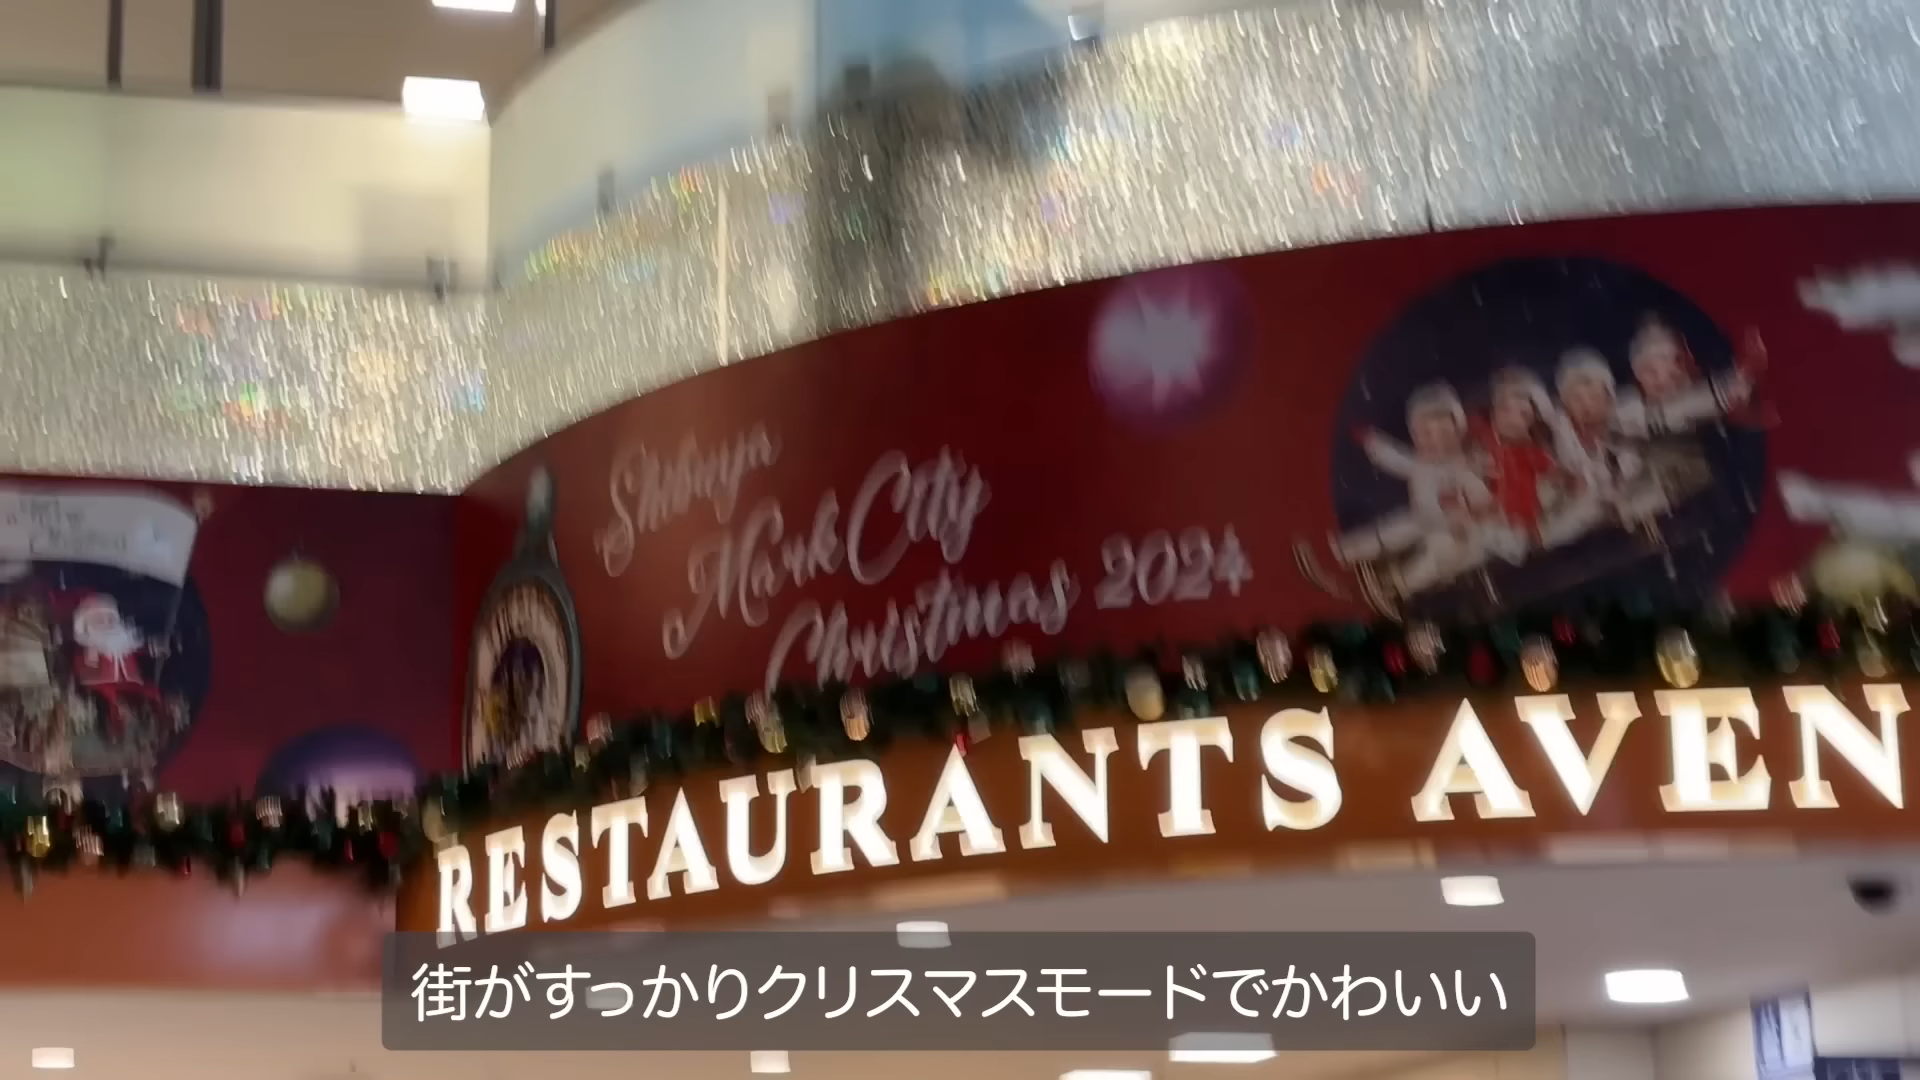 Shibuya
Mark City
Christmas 2024
RESTAURANTS AVEN
街がすっかりクリスマスモードでかわいい